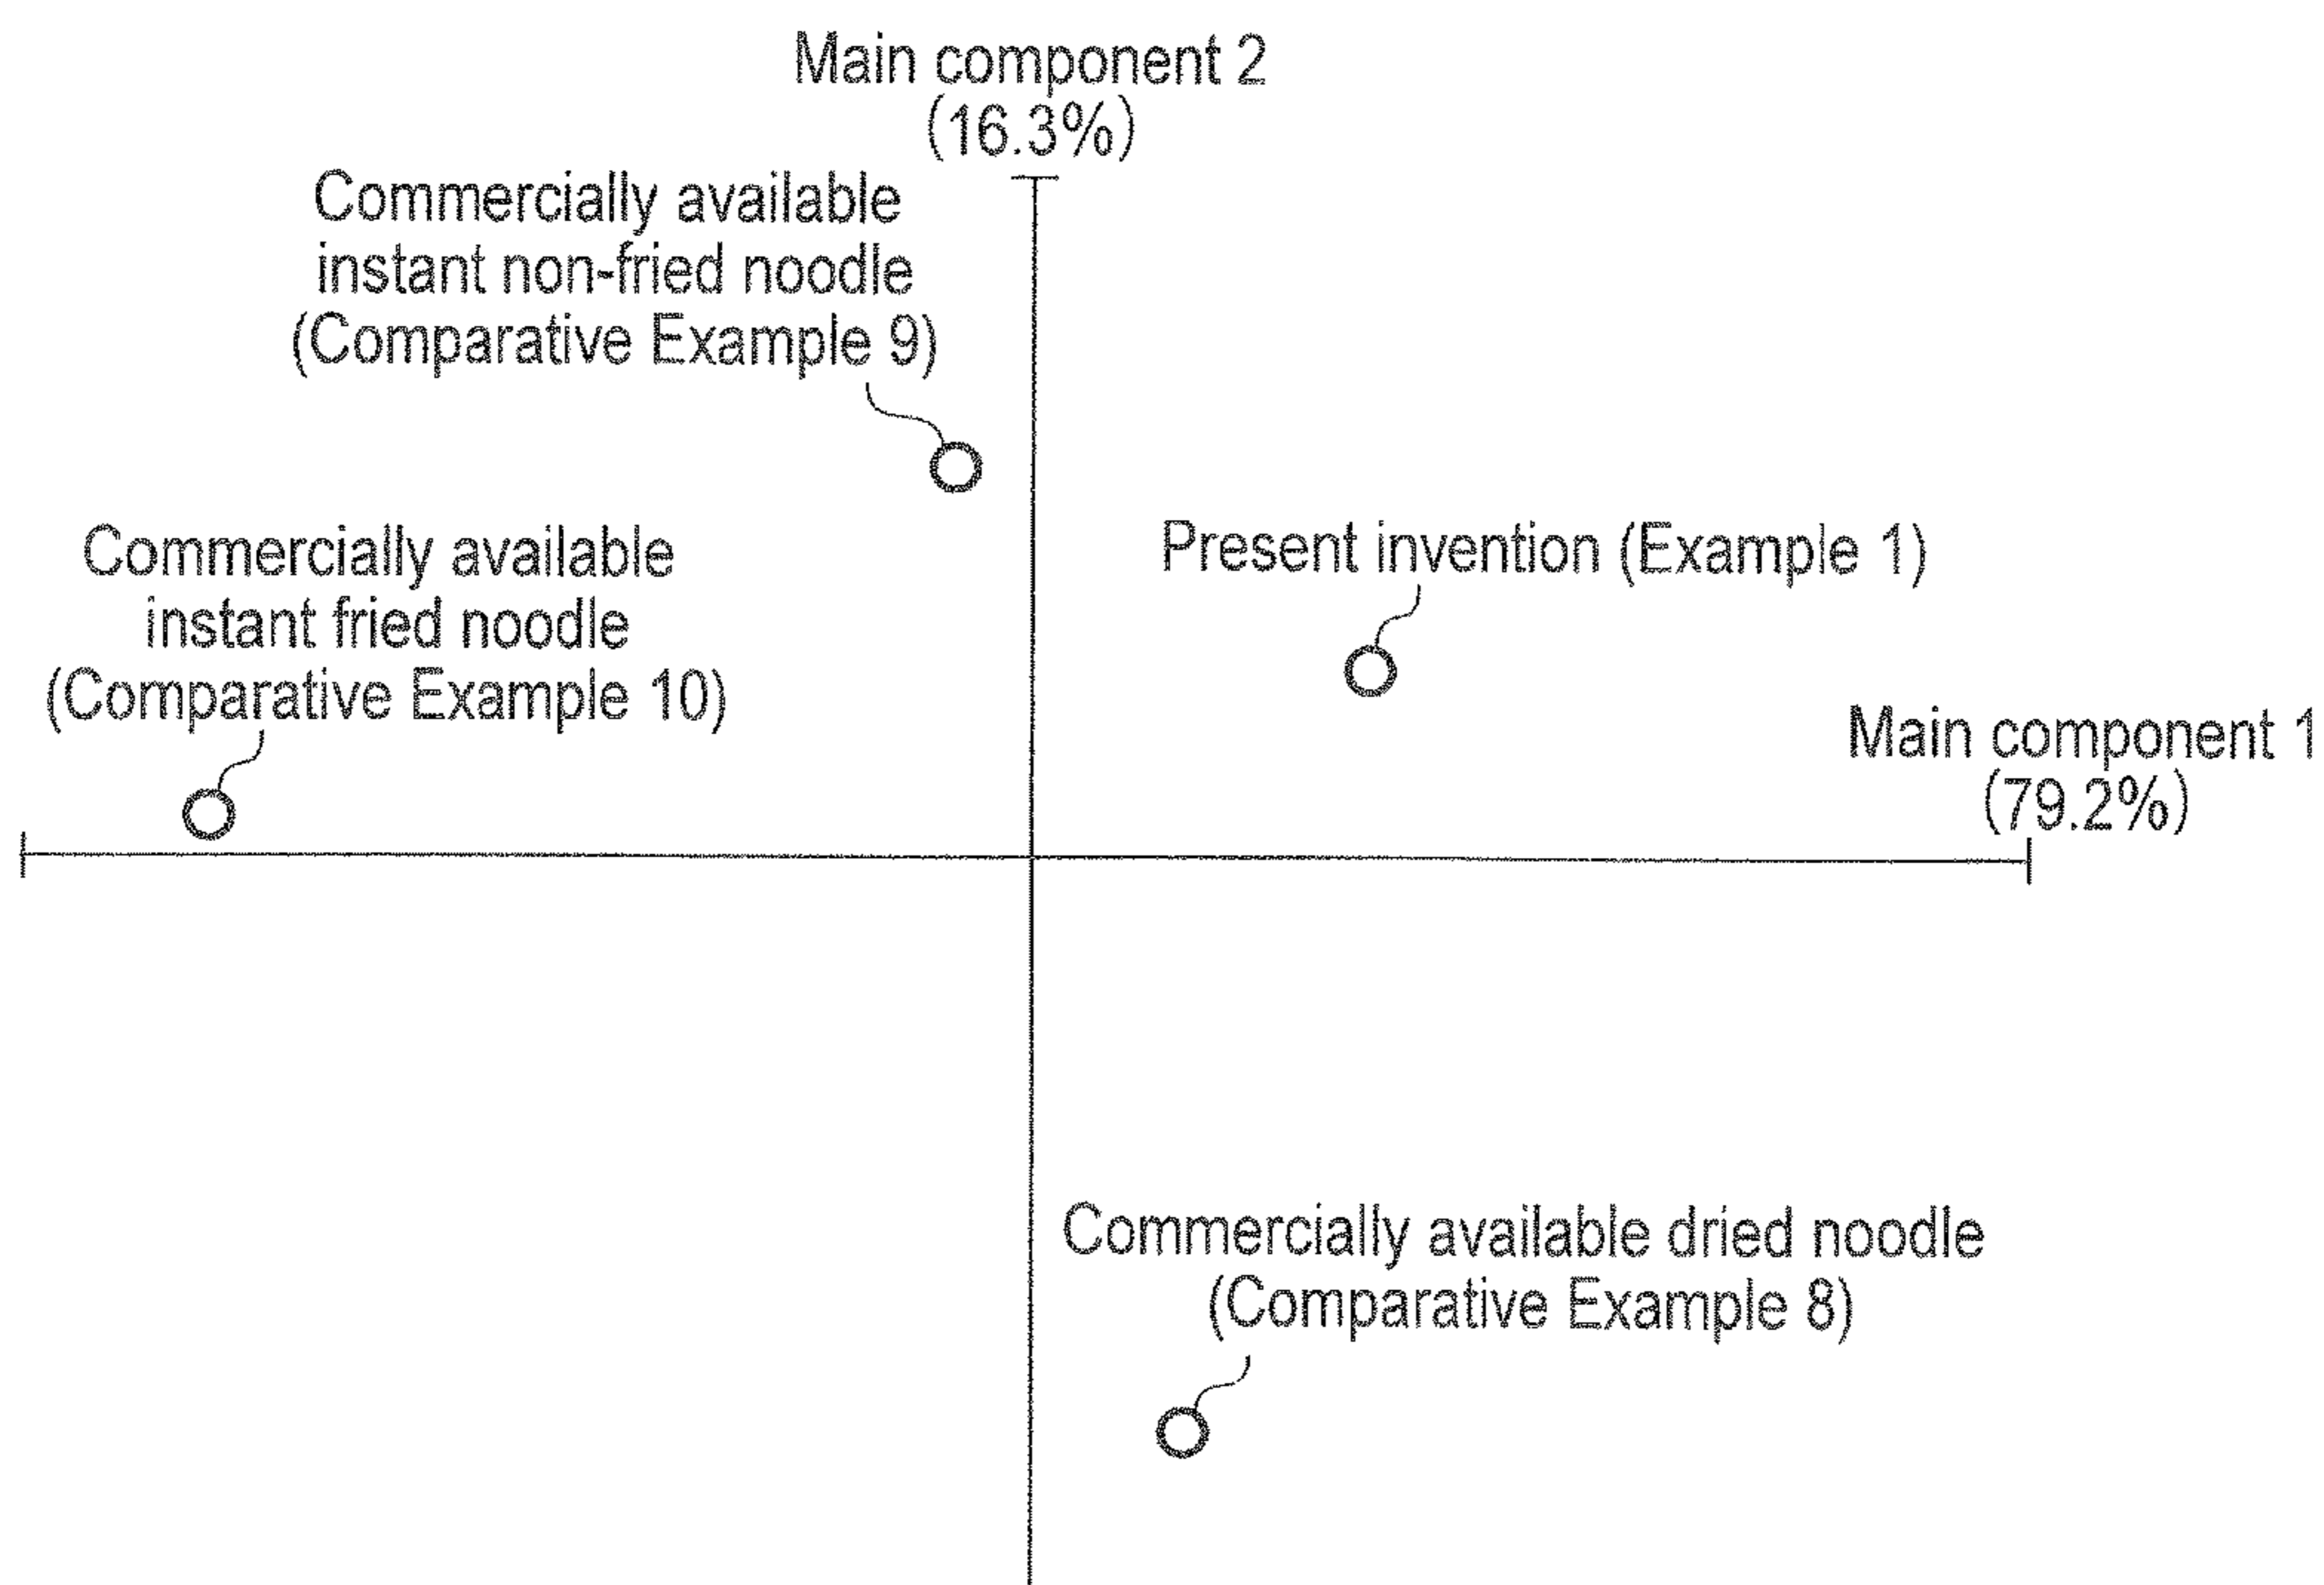 Main component 2
(16.3%)
Commercially available
instant non-fried noodle
(Comparative Example 9)
Commercially available
instant fried noodle
(Comparative Example 10)
Present invention (Example 1)
Main component 1
(79.2%)
Commercially available dried noodle
(Comparative Example 8)